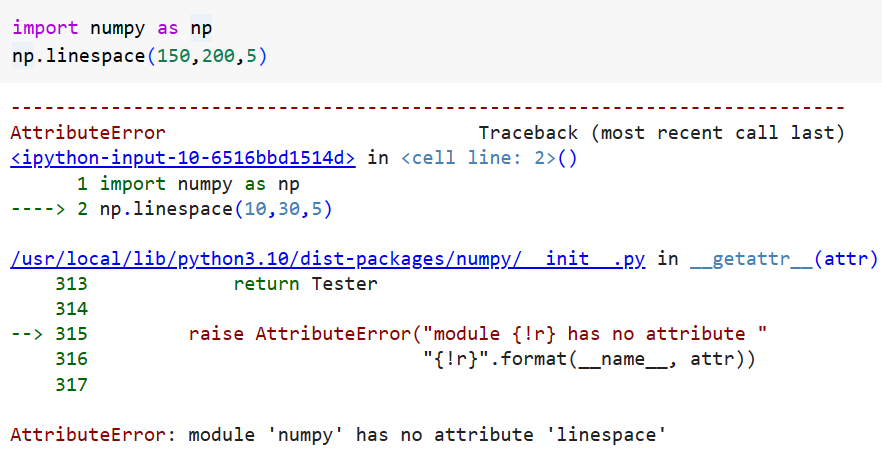 import numpy as np
np.linespace(150,200,5)
---------------------------------------------------------------------------
AttributeError                            Traceback (most recent call last)
<ipython-input-10-6516bbd1514d> in <cell line: 2>()
      1 import numpy as np
----> 2 np.linespace(10,30,5)
/usr/local/lib/python3.10/dist-packages/numpy/__init__.py in __getattr__(attr)
    313             return Tester
    314
--> 315         raise AttributeError("module {!r} has no attribute "
    316                              "{!r}".format(__name__, attr))
    317
AttributeError: module 'numpy' has no attribute 'linespace'